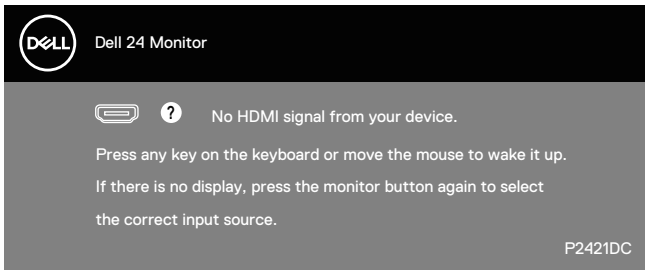 DELL
Dell 24 Monitor
? No HDMI signal from your device.
Press any key on the keyboard or move the mouse to wake it up.
If there is no display, press the monitor button again to select
the correct input source.
P2421DC